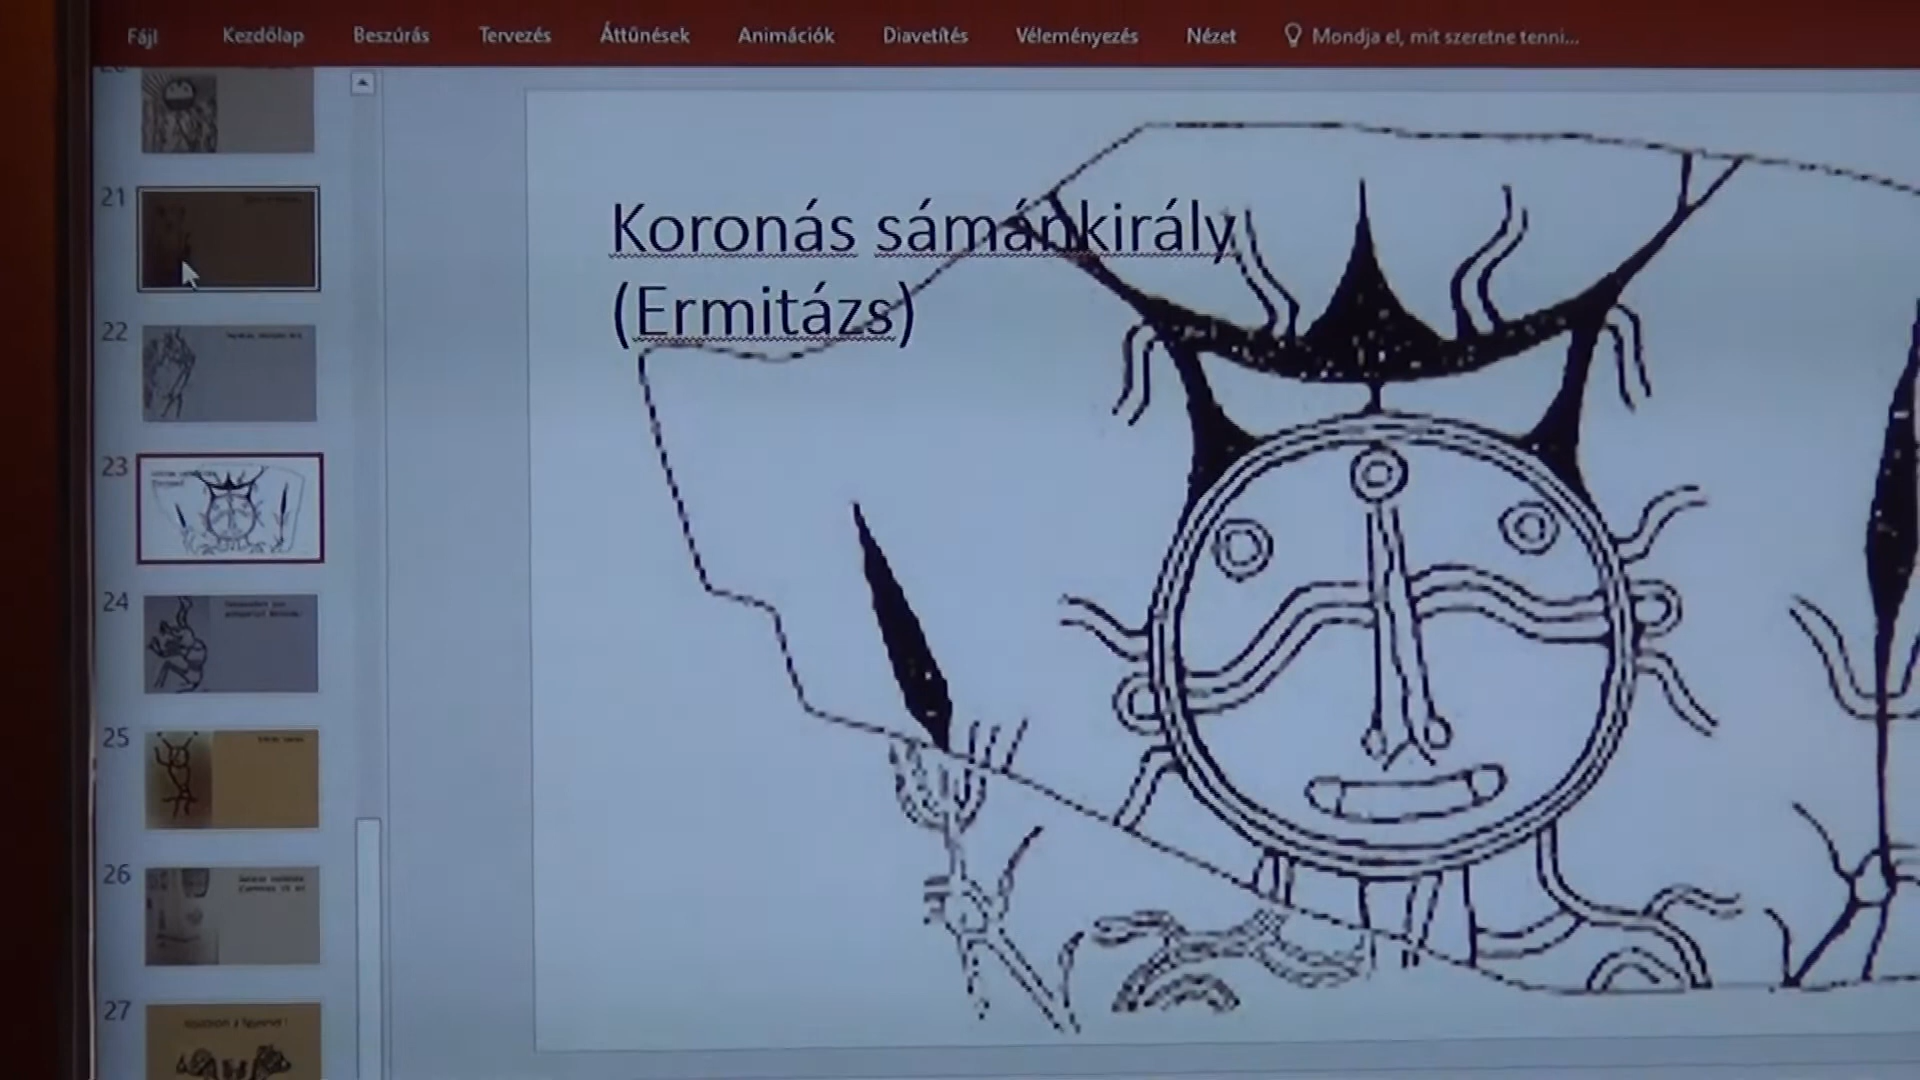 Fájl Kezdőlap Beszúrás Tervezés Áttűnések Animációk Diavetítés Véleményezés Nézet Mondja el, mit szeretne tenni...
21
22
23
24
25
26
27
Koronás sámánkirály
(Ermitázs)